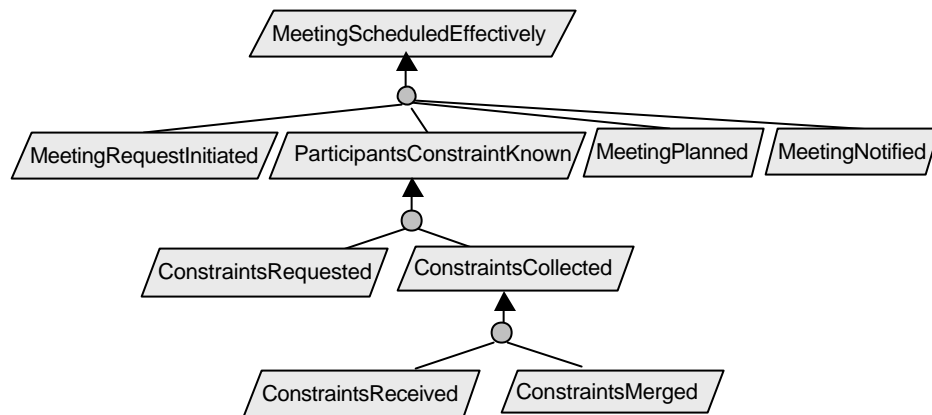 MeetingScheduledEffectively
MeetingRequestInitiated
ParticipantsConstraintKnown
MeetingPlanned
MeetingNotified
ConstraintsRequested
ConstraintsCollected
ConstraintsReceived
ConstraintsMerged